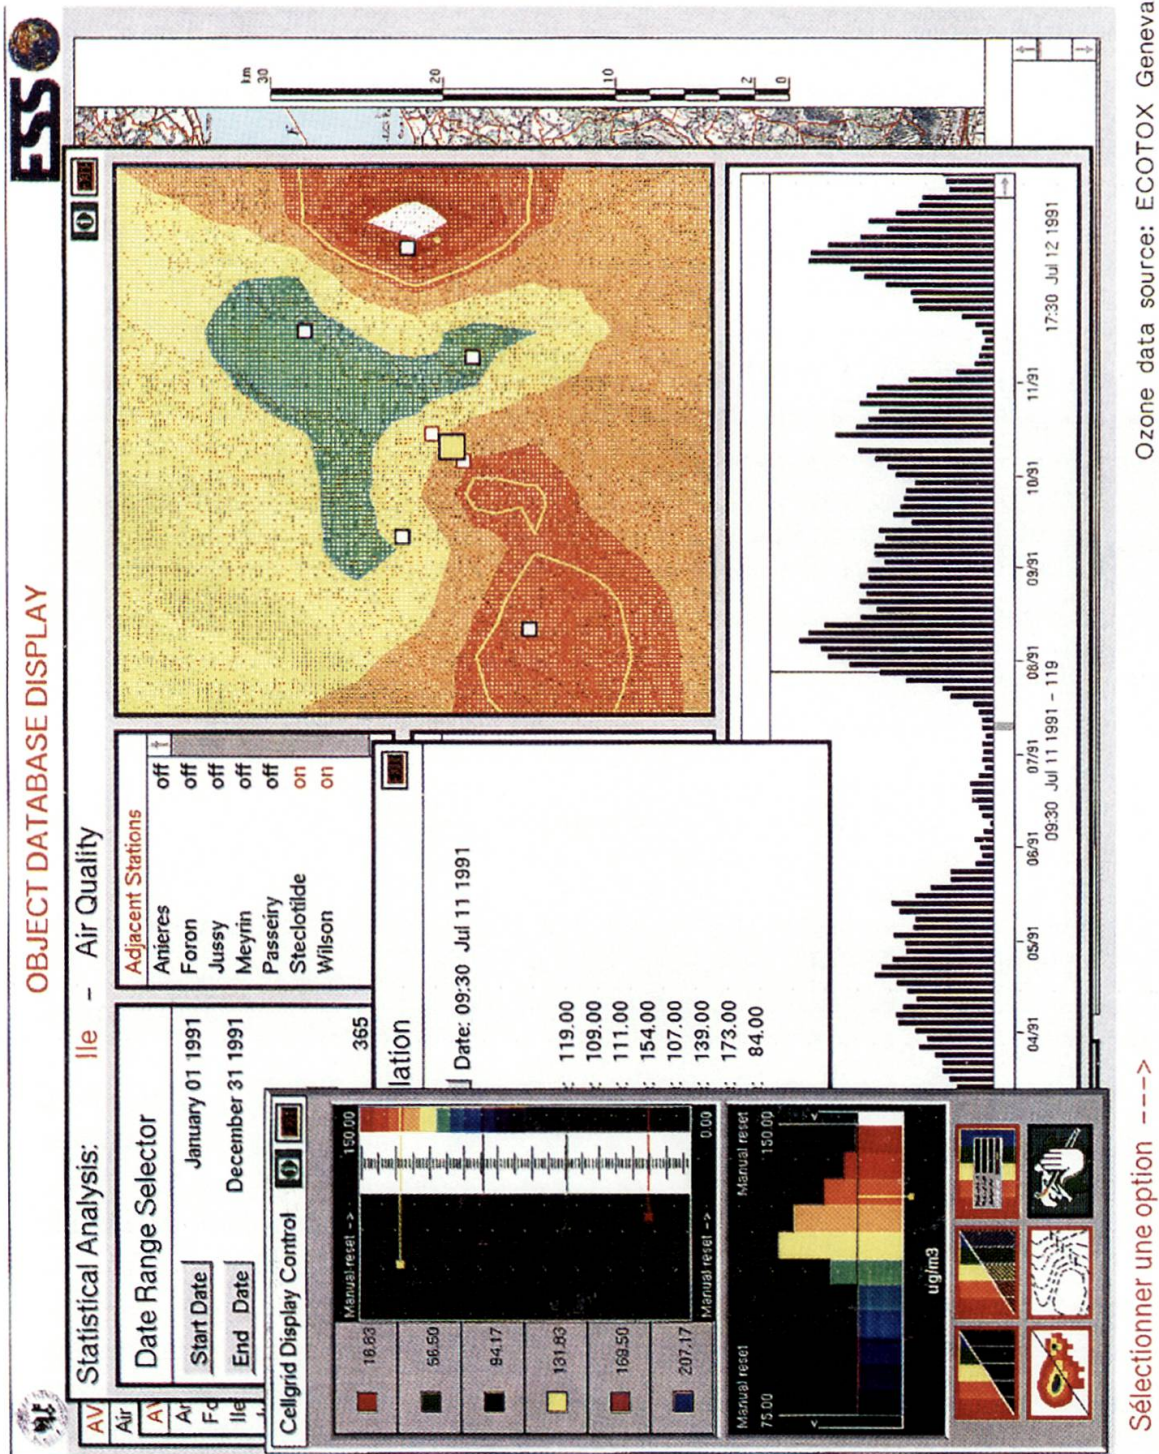 ESS
OBJECT DATABASE DISPLAY
Statistical Analysis: Ile – Air Quality
Date Range Selector
Start Date January 01 1991
End Date December 31 1991
365
Adjacent Stations
Anieres off
Foron off
Jussy off
Meyrin off
Passeiry off
Steclotilde on
Wilson on
km
30
20
10
2
0
AV
Air
Ile
lation
Date: 09:30 Jul 11 1991
: 119.00
: 109.00
: 111.00
: 154.00
: 107.00
: 139.00
: 173.00
: 84.00
Cellgrid Display Control
Manual reset -> 150.00
18.83
56.50
94.17
131.83
169.50
207.17
Manual reset -> 0.00
Manual reset Manual reset
75.00 150.00
ug/m3
04/91 05/91 06/91 07/91 08/91 09/91 10/91 11/91
09:30 Jul 11 1991 - 119
17:30 Jul 12 1991
Sélectionner une option ---->
Ozone data source: ECOTOX Geneva